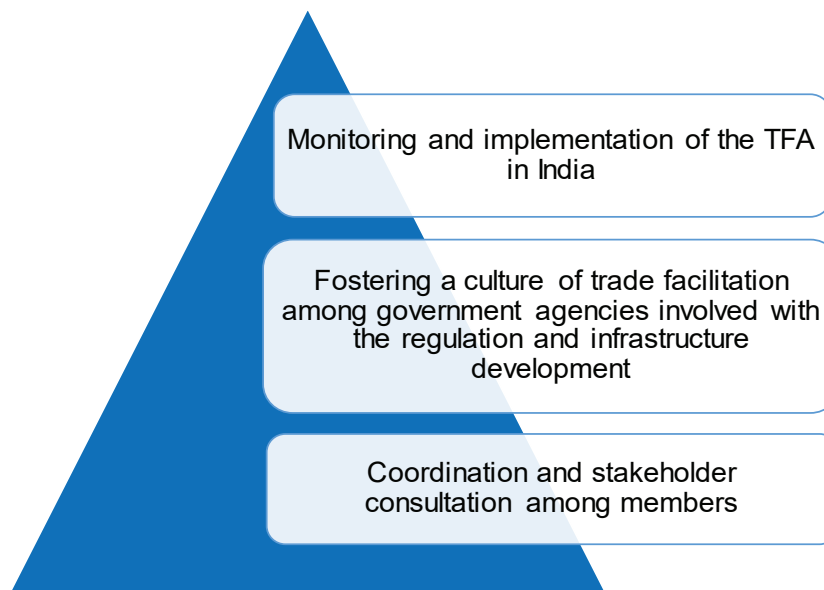 Monitoring and implementation of the TFA
in India
Fostering a culture of trade facilitation
among government agencies involved with
the regulation and infrastructure
development
Coordination and stakeholder
consultation among members